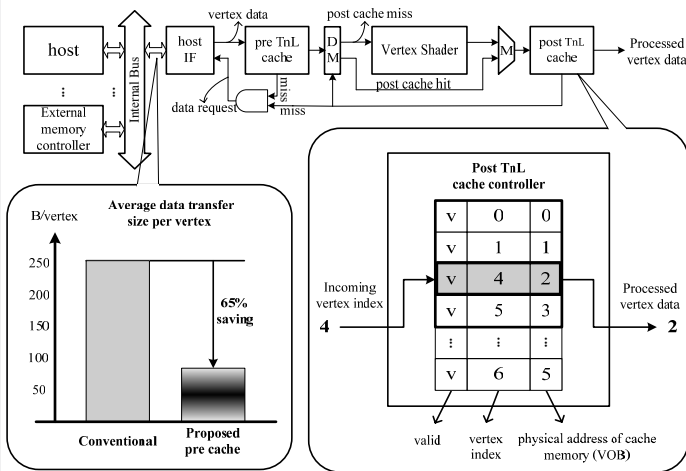 host
...
External
memory
controller
Internal Bus
host
IF
vertex data
pre TnL
cache
D
M
post cache miss
Vertex Shader
post cache hit
M
post TnL
cache
Processed
vertex data
data request
miss
miss
Average data transfer
size per vertex
B/vertex
250
200
150
100
50
65%
saving
Conventional
Proposed
pre cache
Post TnL
cache controller
v 0 0
v 1 1
v 4 2
v 5 3
... ... ...
v 6 5
Incoming
vertex index
4
Processed
vertex data
2
valid
vertex
index
physical address of cache
memory (VOB)